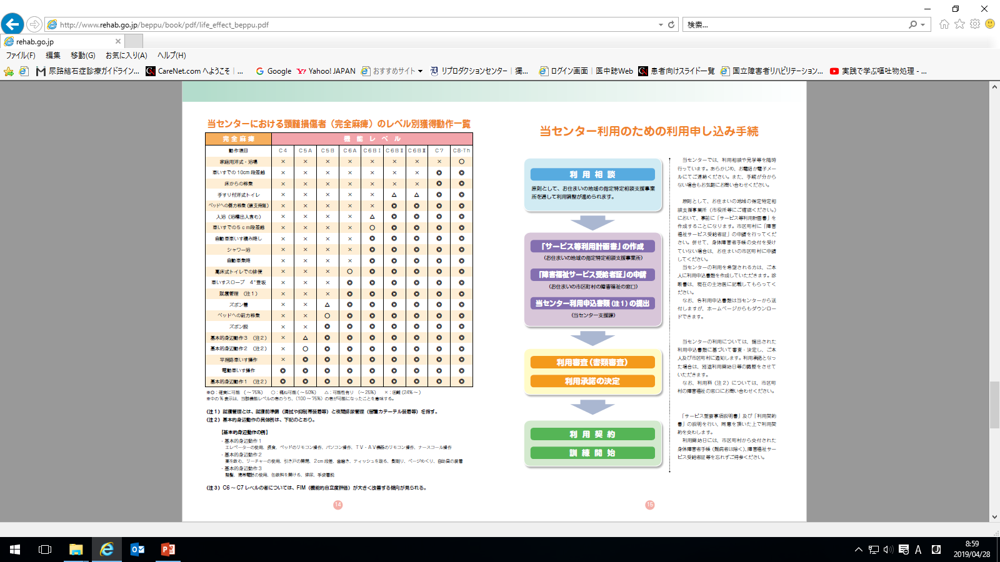 http://www.rehab.go.jp/beppu/book/pdf/life_effect_beppu.pdf
検索...
rehab.go.jp
ファイル(F) 編集 移動(G) お気に入り(A) ヘルプ(H)
尿路結石症診療ガイドライン... CareNet.com へようこそ | ... Google Yahoo! JAPAN おすすめサイト リプロダクションセンター | 獨... ログイン画面 | 医中誌Web 患者向けスライド一覧 国立障害者リハビリテーション... 実践で学ぶ嘔吐物処理 - ...
当センターにおける頸髄損傷者（完全麻痺）のレベル別獲得動作一覧
完全麻痺 機能レベル
動作項目 C4 C5A C5B C6A C6BⅠ C6BⅡ C6BⅢ C7 C8-Th
家庭用洋式・浴場 × × × × × × × × ○
車いすでの10cm段差越 × × × × × × × ◎ ◎
床からの移乗 × × × × × × × ◎ ◎
手すり付洋式トイレ × × × × × △ △ ◎ ◎
ベッドへの側方移乗(頭支持無) × × × × × ◎ ◎ ◎ ◎
入浴（浴槽出入含む） × × × × △ ◎ ◎ ◎ ◎
車いすでの５ｃｍ段差越 × × × × ○ ◎ ◎ ◎ ◎
自動車車いす積み降し × × × × ◎ ◎ ◎ ◎ ◎
シャワー浴 × × × × ◎ ◎ ◎ ◎ ◎
自動車乗降 × × × × ◎ ◎ ◎ ◎ ◎
高床式トイレでの排便 × × × ○ ◎ ◎ ◎ ◎ ◎
車いすスロープ 4°登坂 × × × ◎ ◎ ◎ ◎ ◎ ◎
就寝管理 （注１） × × × ◎ ◎ ◎ ◎ ◎ ◎
ズボン着 × × △ ◎ ◎ ◎ ◎ ◎ ◎
ベッドへの前方移乗 × × ○ ◎ ◎ ◎ ◎ ◎ ◎
ズボン脱 × × ◎ ◎ ◎ ◎ ◎ ◎ ◎
基本的身辺動作３ （注２） × △ ◎ ◎ ◎ ◎ ◎ ◎ ◎
基本的身辺動作２ （注２） × ○ ◎ ◎ ◎ ◎ ◎ ◎ ◎
平坦路車いす操作 × ◎ ◎ ◎ ◎ ◎ ◎ ◎ ◎
電動車いす操作 ◎ ◎ ◎ ◎ ◎ ◎ ◎ ◎ ◎
基本的身辺動作１ （注２） ◎ ◎ ◎ ◎ ◎ ◎ ◎ ◎ ◎
※◎：確実に可能 （～75%） ○：概ね可能(～50%) △：可能性有り （～25%） ×：困難(24%～)
※中の％表示は、当該機能レベルの者のうち、(100～75%）の者が可能になったことを意味する。
（注１）就寝管理とは、就寝前準備（清拭や抑制帯装着等）と夜間排尿管理（留置カテーテル装着等）を指す。
（注２）基本的身辺動作の具体例は、下記のとおり。
【基本的身辺動作の例】
・基本的身辺動作１
エレベーターの使用、摂食、ベッドのリモコン操作、パソコン操作、ＴＶ・ＡＶ機器のリモコン操作、ナースコール操作
・基本的身辺動作２
薬を飲む、リーチャーの使用、引き戸の開閉、２cm段差、歯磨き、ティッシュを取る、髭剃り、ページめくり、自助具の装着
・基本的身辺動作３
整髪、携帯電話の使用、缶飲料を開ける、排尿、手袋着脱
（注３）C6～C7レベルの者については、FIM（機能的自立度評価）が大きく改善する傾向が見られる。
14
当センター利用のための利用申し込み手続
利用相談
原則として、お住まいの地域の指定特定相談支援事業
所を通して利用調整が進められます。
「サービス等利用計画書」の作成
（お住まいの地域の指定特定相談支援事業所）
「障害福祉サービス受給者証」の申請
（お住まいの市区町村の障害福祉の窓口）
当センター利用申込書類（注１）の提出
（当センター支援課）
利用審査（書類審査）
利用承諾の決定
利用契約
訓練開始
当センターでは、利用相談や見学等を随時
行っています。あらかじめ、お電話か電子メー
ルにてご連絡ください。また、手続が分から
ない場合もお気軽にお問い合わせください。
原則として、お住まいの地域の指定特定相
談支援事業所（市役所等にご確認ください。）
において、事前に「サービス等利用計画書」を
作成することになります。市区町村に「障害
福祉サービス受給者証」の申請を行ってくだ
さい。併せて、身体障害者手帳の交付を受け
ていない場合は、お住まいの市区町村に申請
してください。
当センターの利用を希望される方は、ご本
人に利用申込書類を作成していただきます。診
断書は、現在の主治医に記載してもらってく
ださい。
なお、各利用申込書類は当センターから送
付しますが、ホームページからもダウンロー
ドできます。
当センターの利用については、提出された
利用申込書類に基づいて審査・決定し、ご本
人及び市区町村に通知します。利用承諾となっ
た場合は、別途利用開始日等の調整をさせて
いただきます。
なお、利用料（注２）については、市区町
村の障害福祉の窓口にお問い合わせください。
「サービス重要事項説明書」及び「利用契約
書」の説明を行い、同意を頂いた上で利用契
約を交わします。
利用開始日には、市区町村から交付された
身体障害者手帳（難病者は除く）、障害福祉サー
ビス受給者証等を忘れずご持参ください。
15
A
8:59
2019/04/28